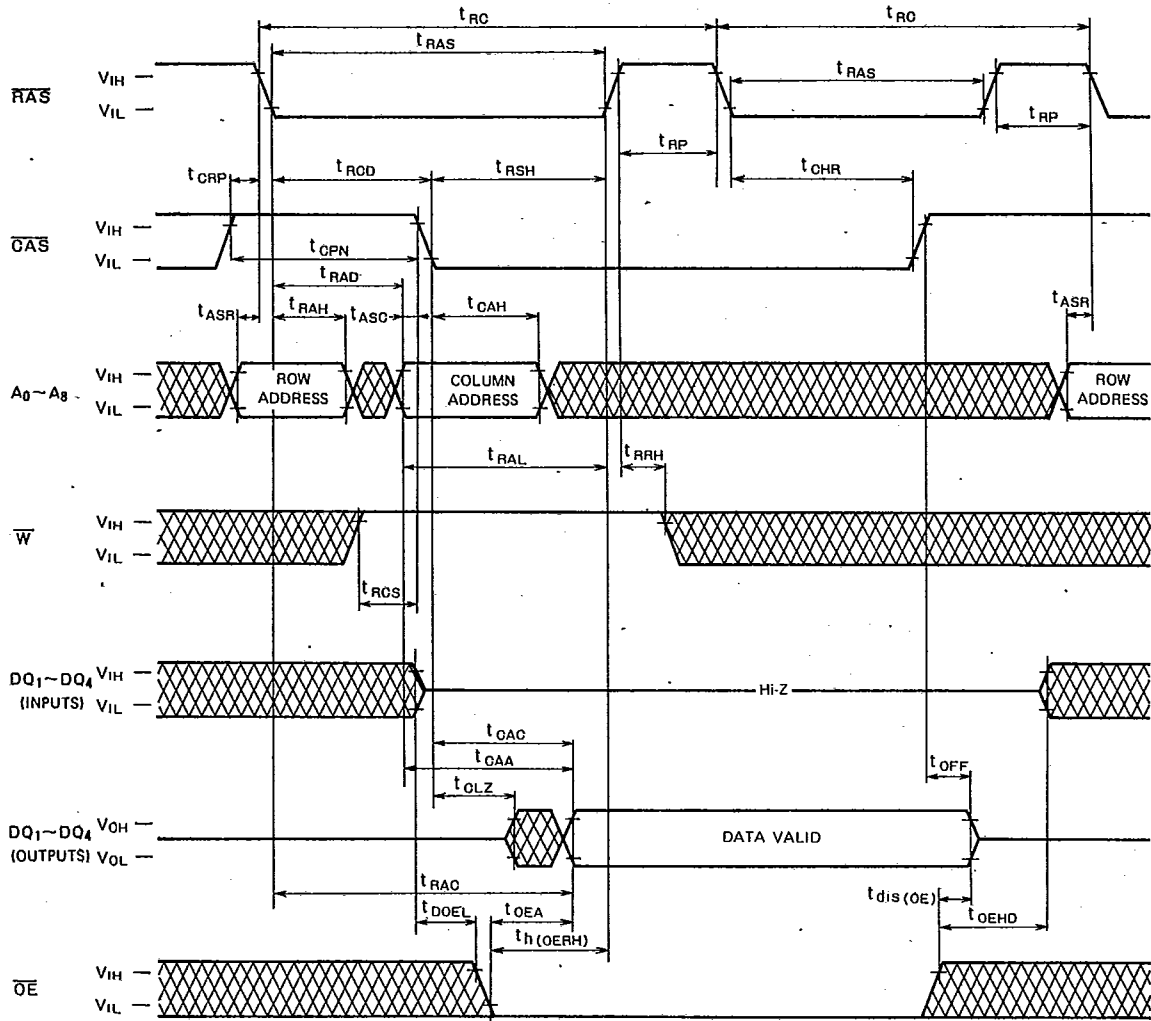 tRC tRC
tRAS
RAS VIH VIL tRAS
tRP tRP
tCRP tRCD tRSH tCHR
CAS VIH VIL
tCPN
tRAD
tASR tRAH tASC tCAH tASR
A0~A8 VIH VIL ROW ADDRESS COLUMN ADDRESS ROW ADDRESS
tRAL tRRH
W VIH VIL
tRCS
DQ1~DQ4 (INPUTS) VIH VIL Hi-Z
tCAC
tCAA
tCLZ tOFF
DQ1~DQ4 (OUTPUTS) VOH VOL DATA VALID
tRAC tdis(OE)
tDOEL tOEA tOEHD
th(OERH)
OE VIH VIL